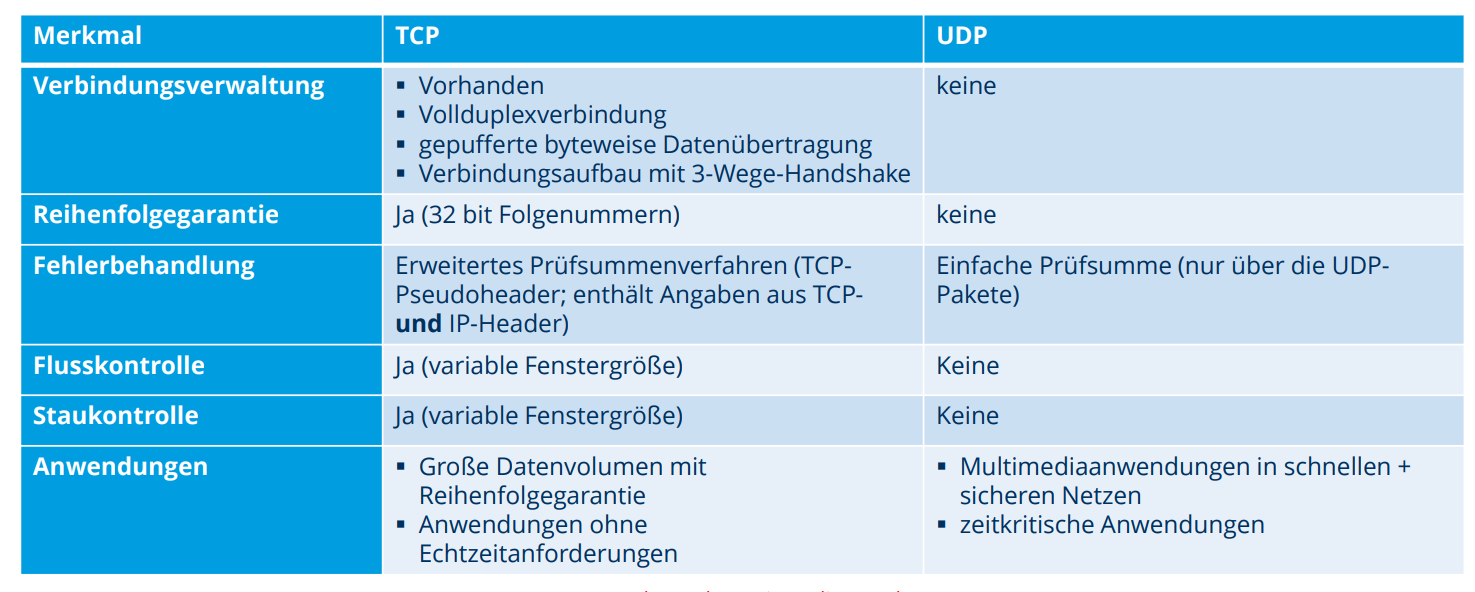 Merkmal TCP UDP
Verbindungsverwaltung ▪ Vorhanden keine
▪ Vollduplexverbindung
▪ gepufferte byteweise Datenübertragung
▪ Verbindungsaufbau mit 3-Wege-Handshake
Reihenfolgegarantie Ja (32 bit Folgenummern) keine
Fehlerbehandlung Erweitertes Prüfsummenverfahren (TCP- Einfache Prüfsumme (nur über die UDP-
Pseudoheader; enthält Angaben aus TCP- Pakete)
und IP-Header)
Flusskontrolle Ja (variable Fenstergröße) Keine
Staukontrolle Ja (variable Fenstergröße) Keine
Anwendungen ▪ Große Datenvolumen mit ▪ Multimediaanwendungen in schnellen +
Reihenfolgegarantie sicheren Netzen
▪ Anwendungen ohne ▪ zeitkritische Anwendungen
Echtzeitanforderungen